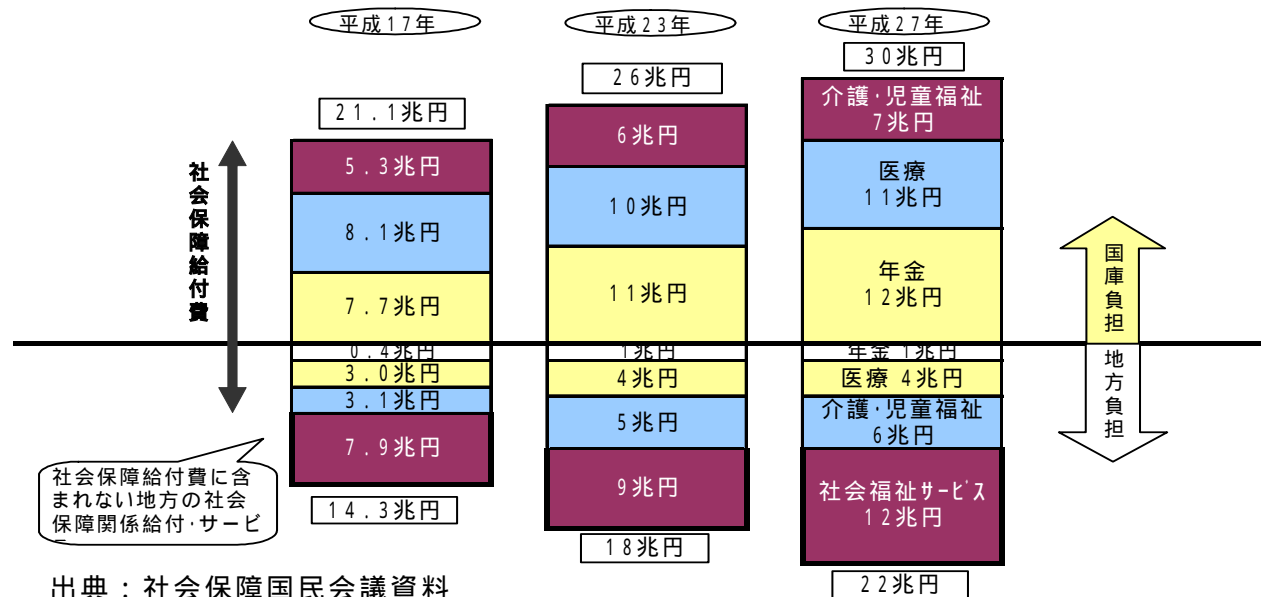 平成17年
平成23年
平成27年
21.1兆円
26兆円
30兆円
社会保障給付費
5.3兆円
8.1兆円
7.7兆円
0.4兆円
3.0兆円
3.1兆円
7.9兆円
14.3兆円
6兆円
10兆円
11兆円
1兆円
4兆円
5兆円
9兆円
18兆円
介護･児童福祉
7兆円
医療
11兆円
年金
12兆円
年金 1兆円
医療 4兆円
介護･児童福祉
6兆円
社会福祉ｻｰﾋﾞｽ
12兆円
22兆円
国庫負担
地方負担
社会保障給付費に含
まれない地方の社会
保障関係給付･サービ
出典：社会保障国民会議資料